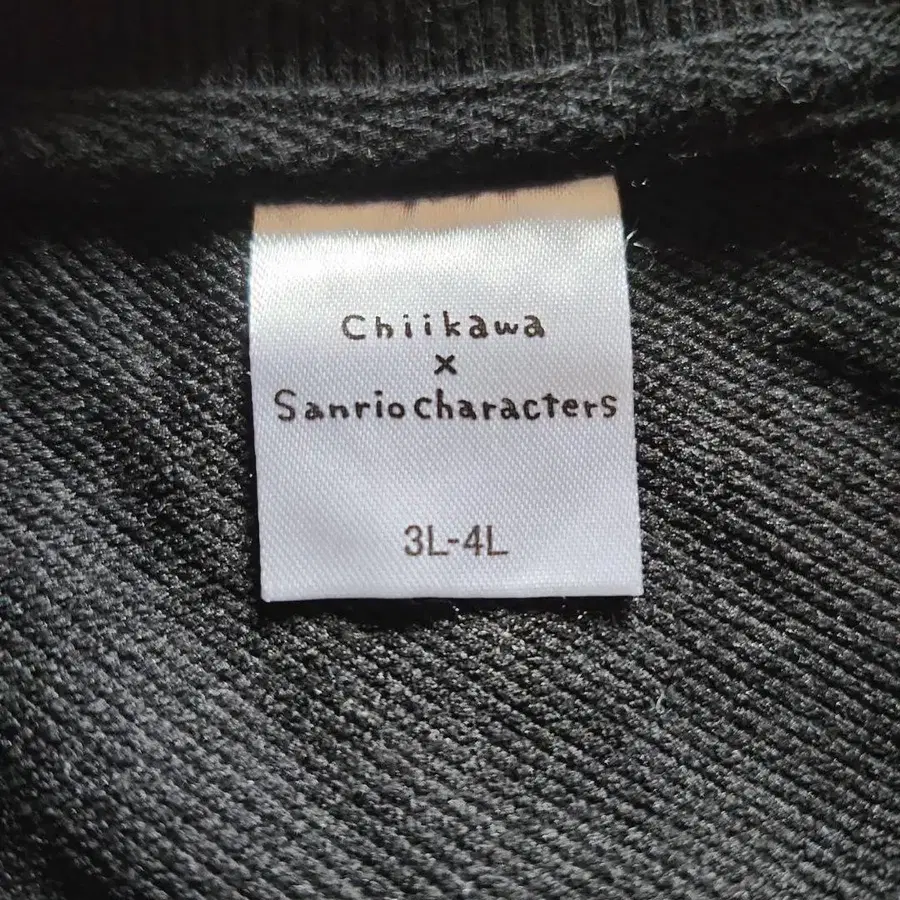 Chiikawa
x
Sanrio characters
3L-4L